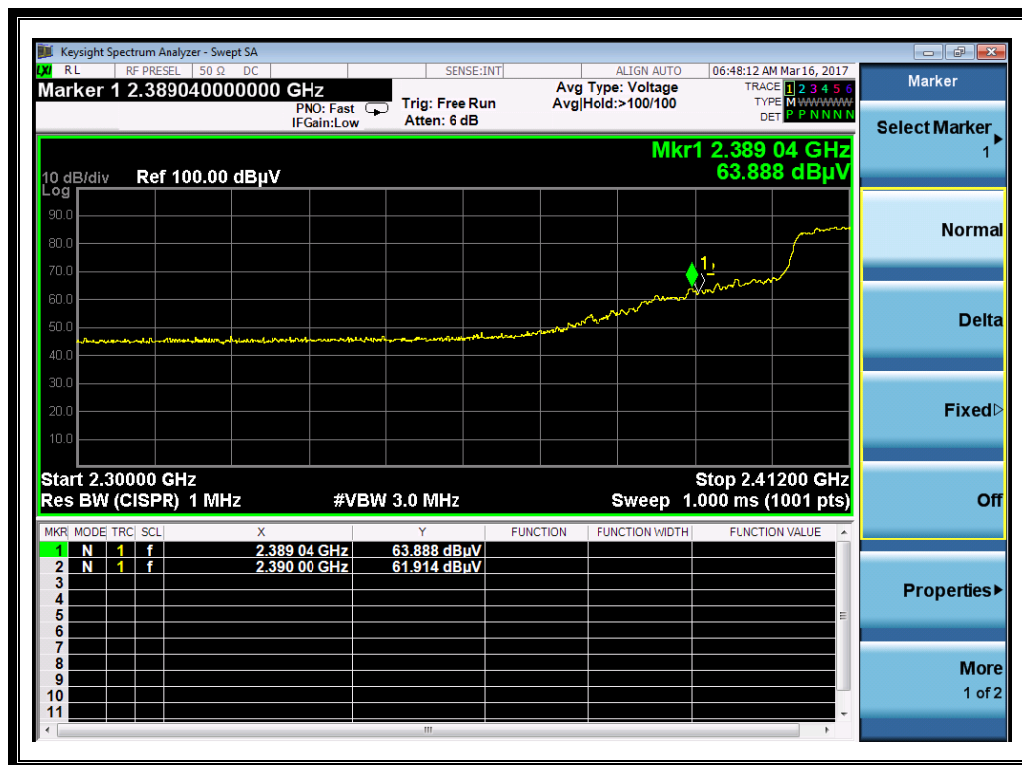 Keysight Spectrum Analyzer - Swept SA
LXI RL RF PRESEL 50 Ω DC SENSE:INT ALIGN AUTO 06:48:12 AM Mar 16, 2017
Marker 1 2.389040000000 GHz
PNO: Fast
IFGain:Low
Trig: Free Run
Atten: 6 dB
Avg Type: Voltage
Avg|Hold:>100/100
TRACE 1 2 3 4 5 6
TYPE M WWWWW
DET P P N N N N
Mkr1 2.389 04 GHz
63.888 dBµV
10 dB/div Ref 100.00 dBµV
Log
90.0
80.0
70.0
60.0
50.0
40.0
30.0
20.0
10.0
1
Start 2.30000 GHz Stop 2.41200 GHz
Res BW (CISPR) 1 MHz #VBW 3.0 MHz Sweep 1.000 ms (1001 pts)
MKR MODE TRC SCL X Y FUNCTION FUNCTION WIDTH FUNCTION VALUE
1 N 1 f 2.389 04 GHz 63.888 dBµV
2 N 1 f 2.390 00 GHz 61.914 dBµV
3
4
5
6
7
8
9
10
11
Marker
Select Marker
1
Normal
Delta
Fixed
Off
Properties
More
1 of 2